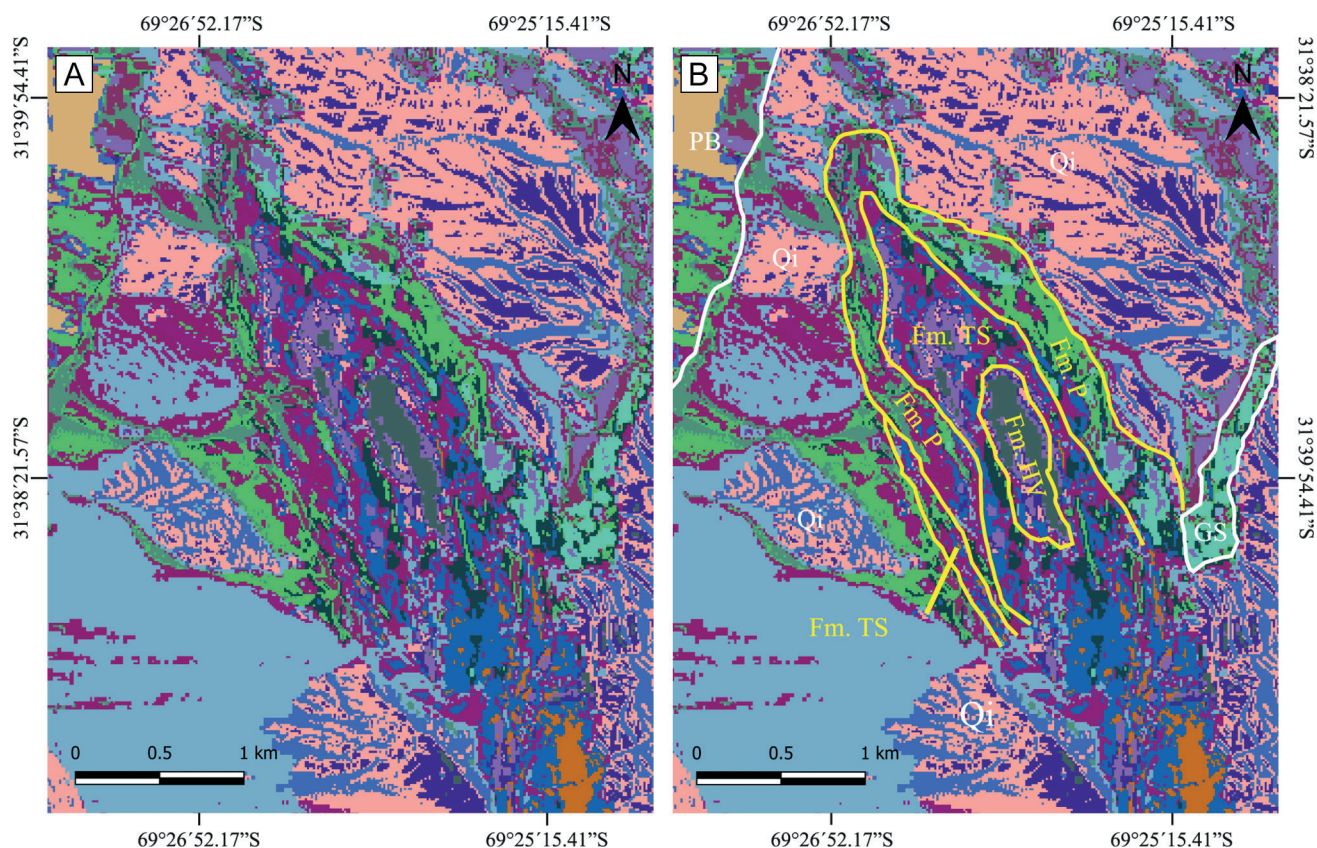 69°26´52.17”S
69°25´15.41”S
69°26´52.17”S
69°25´15.41”S
A
N
31°39´54.41”S
31°38´21.57”S
0 0.5 1 km
B
N
PB
Qi
Qi
Fm. TS
Fm. P
Fm. P
Fm. HY
Qi
GS
Fm. TS
Qi
31°38´21.57”S
31°39´54.41”S
0 0.5 1 km
69°26´52.17”S
69°25´15.41”S
69°26´52.17”S
69°25´15.41”S